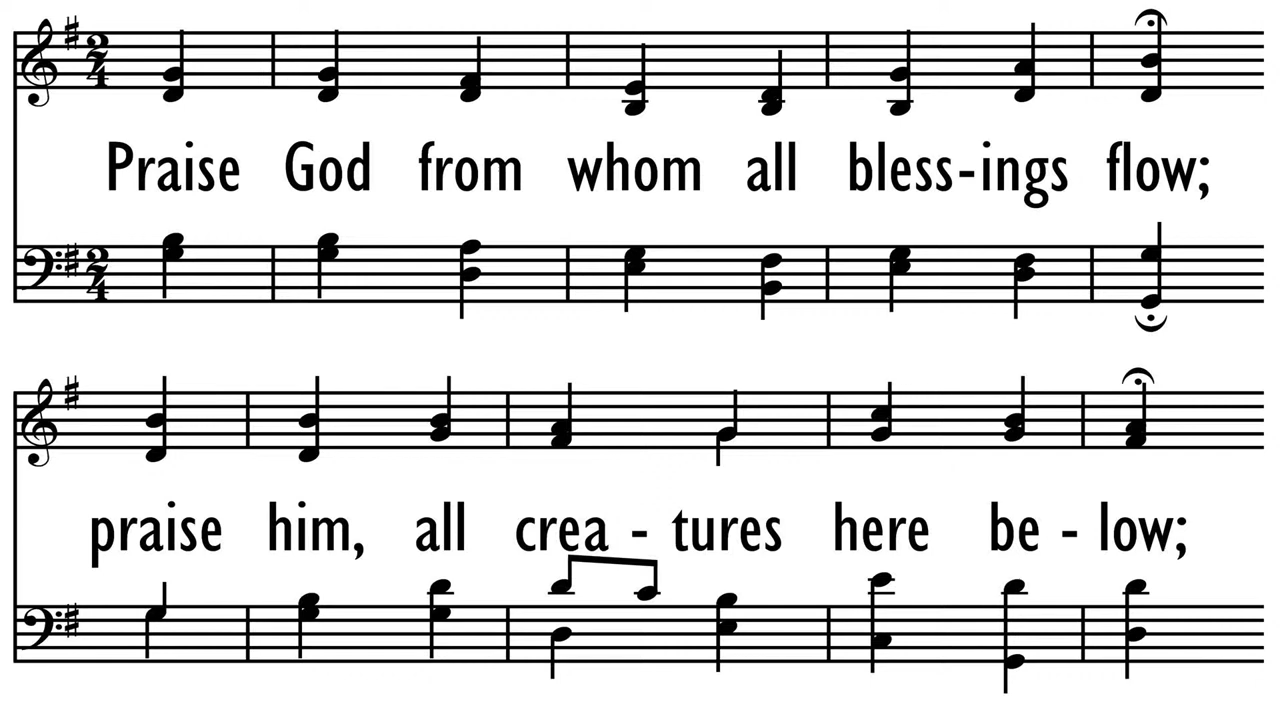 Praise God from whom all bless-ings flow;
praise him, all crea - tures here be - low;